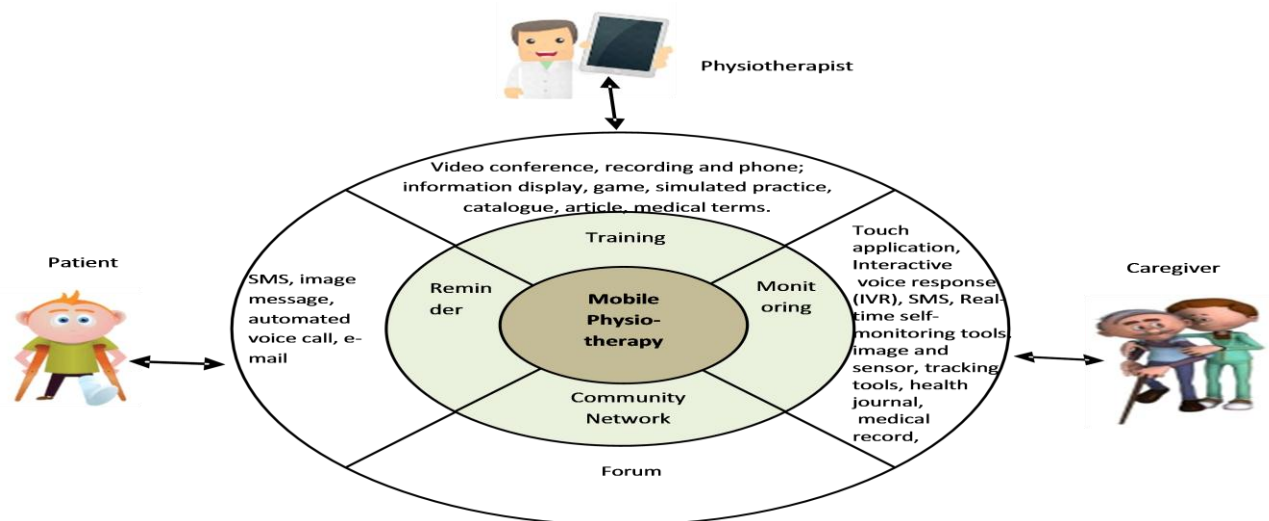 Physiotherapist
Video conference, recording and phone;
information display, game, simulated practice,
catalogue, article, medical terms.
Training
Patient
SMS, image
message,
automated
voice call, e-
mail
Remin
der
Mobile
Physio-
therapy
Monit
oring
Touch
application,
Interactive
voice response
(IVR), SMS, Real-
time self-
monitoring tools,
image and
sensor, tracking
tools, health
journal,
medical
record,
Caregiver
Community
Network
Forum